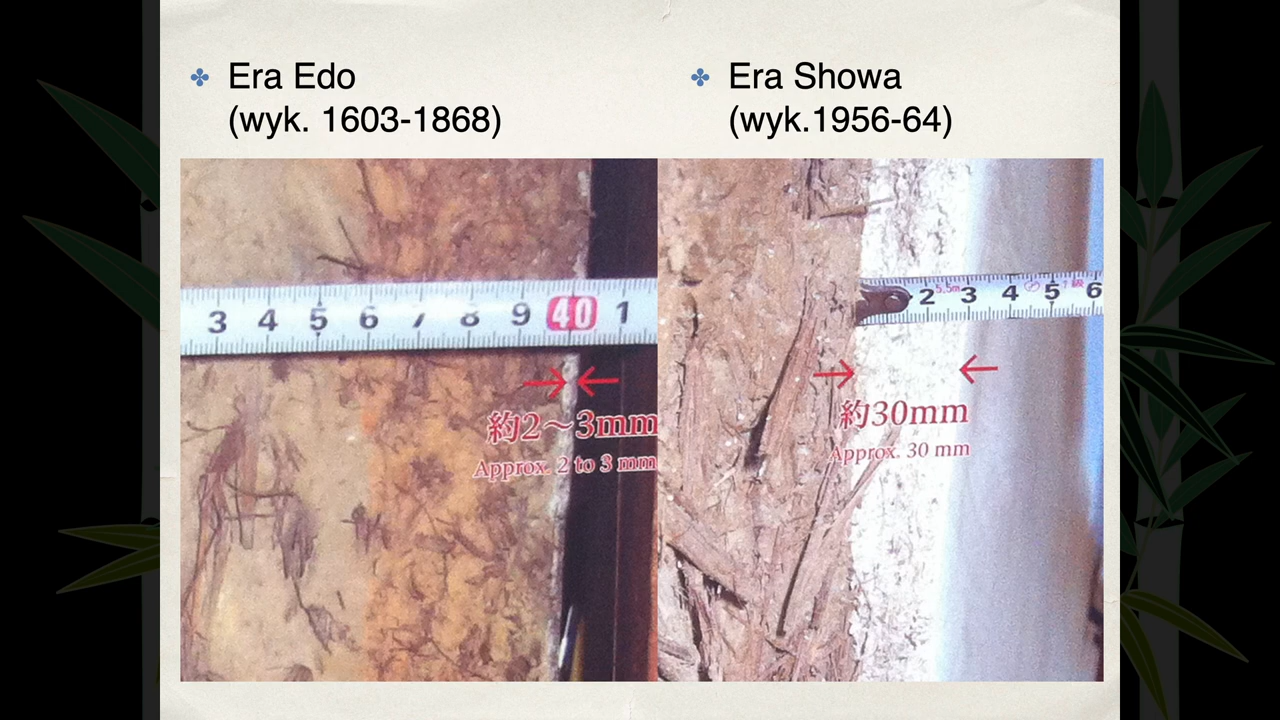 Era Edo
(wyk. 1603-1868)
Era Showa
(wyk.1956-64)
3 4 5 6 7 8 9 40 1
2 3 4 5 6
5.5m
約2～3mm
Approx. 2 to 3 mm
約30mm
Approx. 30 mm